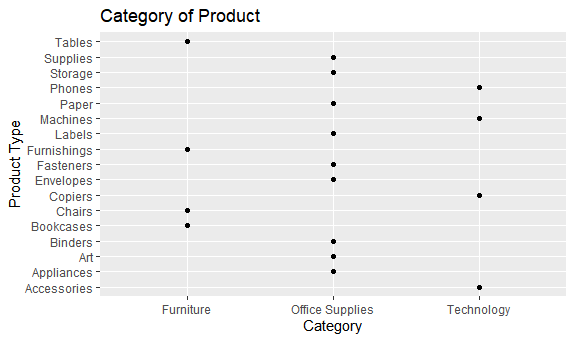 Category of Product
Product Type
Tables
Supplies
Storage
Phones
Paper
Machines
Labels
Furnishings
Fasteners
Envelopes
Copiers
Chairs
Bookcases
Binders
Art
Appliances
Accessories
Furniture Office Supplies Technology
Category